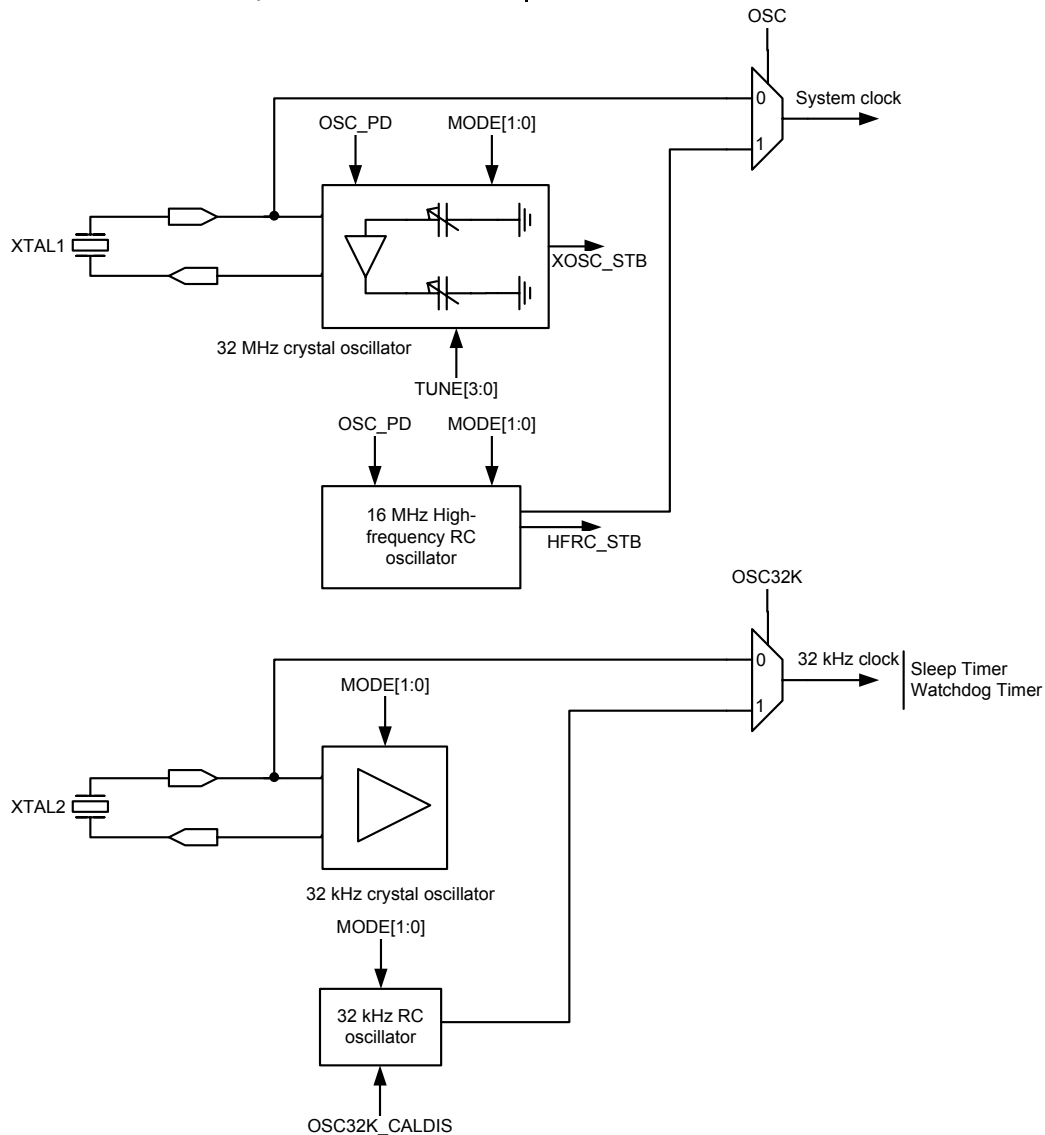 OSC
0
System clock
OSC_PD
MODE[1:0]
1
XTAL1
XOSC_STB
32 MHz crystal oscillator
TUNE[3:0]
OSC_PD
MODE[1:0]
16 MHz High-
frequency RC
oscillator
HFRC_STB
OSC32K
0
32 kHz clock
Sleep Timer
Watchdog Timer
MODE[1:0]
1
XTAL2
32 kHz crystal oscillator
MODE[1:0]
32 kHz RC
oscillator
OSC32K_CALDIS